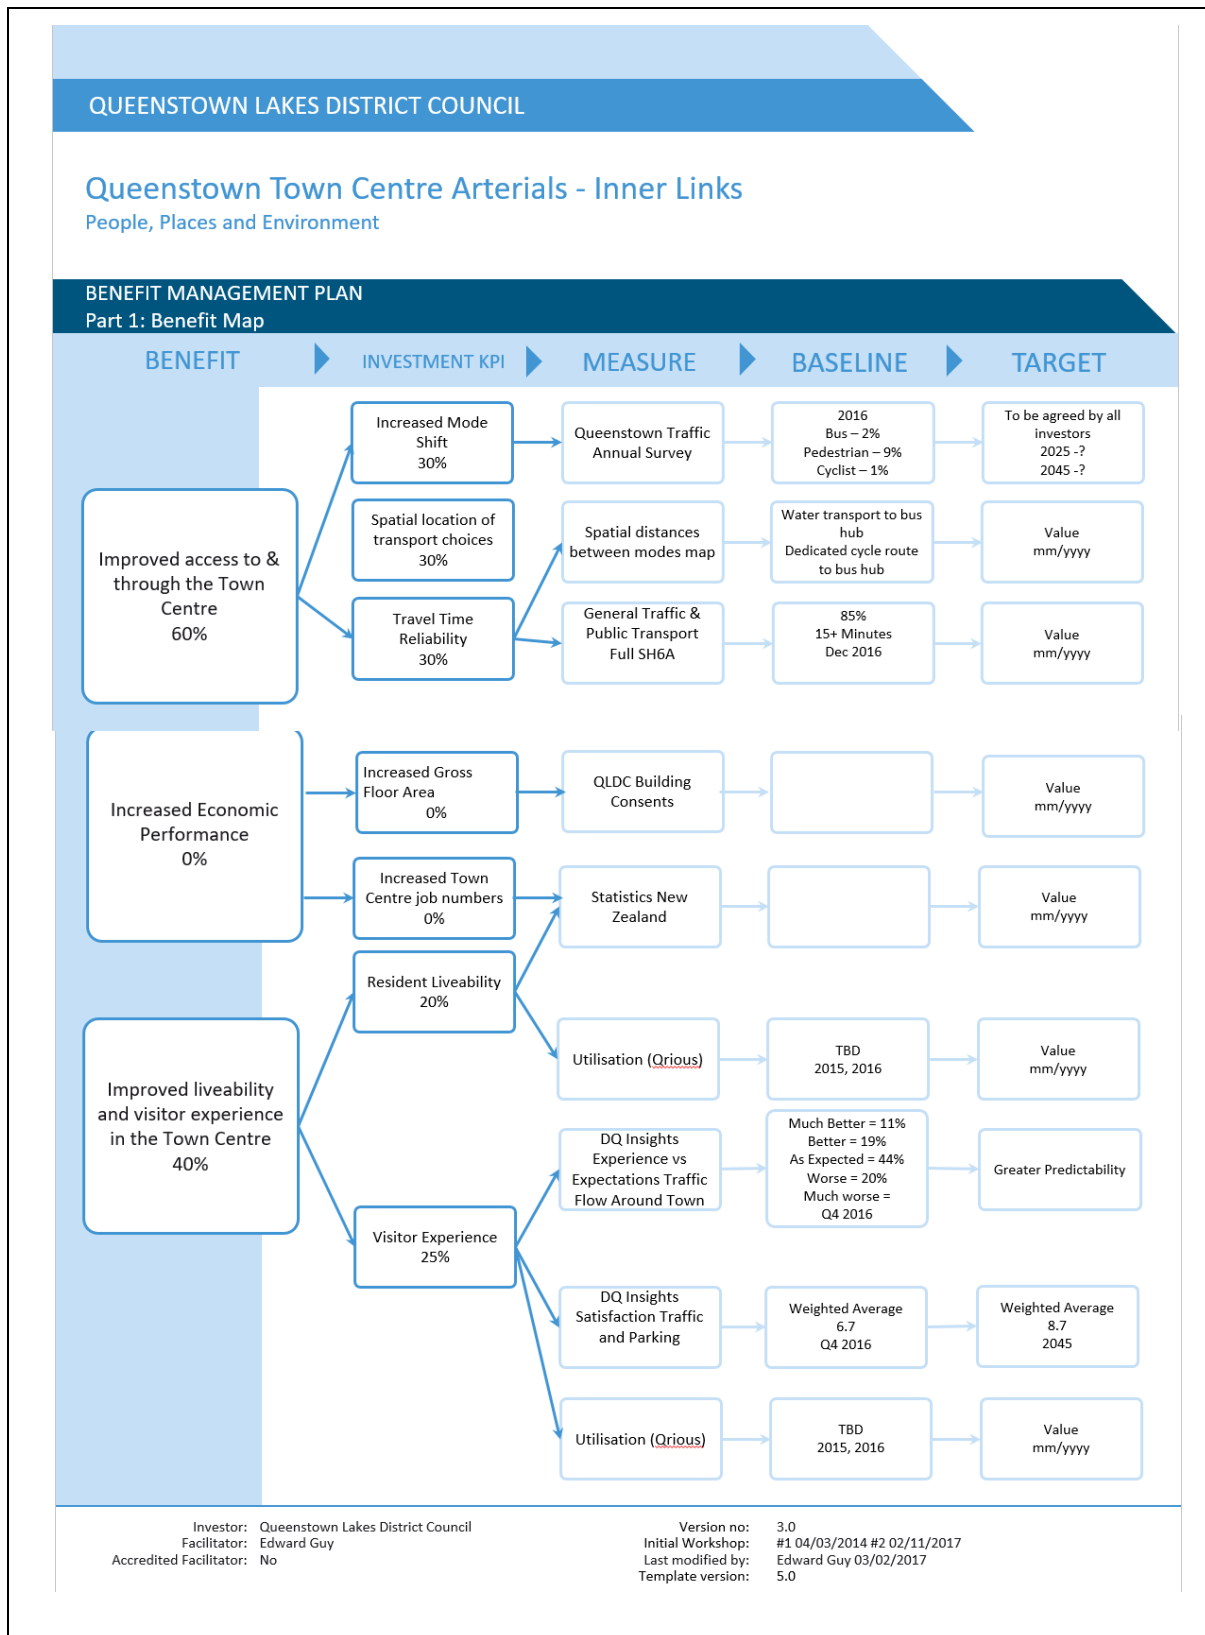 QUEENSTOWN LAKES DISTRICT COUNCIL
Queenstown Town Centre Arterials - Inner Links
People, Places and Environment
BENEFIT MANAGEMENT PLAN
Part 1: Benefit Map
BENEFIT
INVESTMENT KPI
MEASURE
BASELINE
TARGET
Improved access to &
through the Town
Centre
60%
Increased Mode
Shift
30%
Queenstown Traffic
Annual Survey
2016
Bus – 2%
Pedestrian – 9%
Cyclist – 1%
To be agreed by all
investors
2025 -?
2045 -?
Spatial location of
transport choices
30%
Spatial distances
between modes map
Water transport to bus
hub
Dedicated cycle route
to bus hub
Value
mm/yyyy
Travel Time
Reliability
30%
General Traffic &
Public Transport
Full SH6A
85%
15+ Minutes
Dec 2016
Value
mm/yyyy
Increased Economic
Performance
0%
Increased Gross
Floor Area
0%
QLDC Building
Consents
Value
mm/yyyy
Increased Town
Centre job numbers
0%
Statistics New
Zealand
Value
mm/yyyy
Improved liveability
and visitor experience
in the Town Centre
40%
Resident Liveability
20%
Utilisation (Qrious)
TBD
2015, 2016
Value
mm/yyyy
Visitor Experience
25%
DQ Insights
Experience vs
Expectations Traffic
Flow Around Town
Much Better = 11%
Better = 19%
As Expected = 44%
Worse = 20%
Much worse =
Q4 2016
Greater Predictability
DQ Insights
Satisfaction Traffic
and Parking
Weighted Average
6.7
Q4 2016
Weighted Average
8.7
2045
Utilisation (Qrious)
TBD
2015, 2016
Value
mm/yyyy
Investor: Queenstown Lakes District Council
Facilitator: Edward Guy
Accredited Facilitator: No
Version no: 3.0
Initial Workshop: #1 04/03/2014 #2 02/11/2017
Last modified by: Edward Guy 03/02/2017
Template version: 5.0